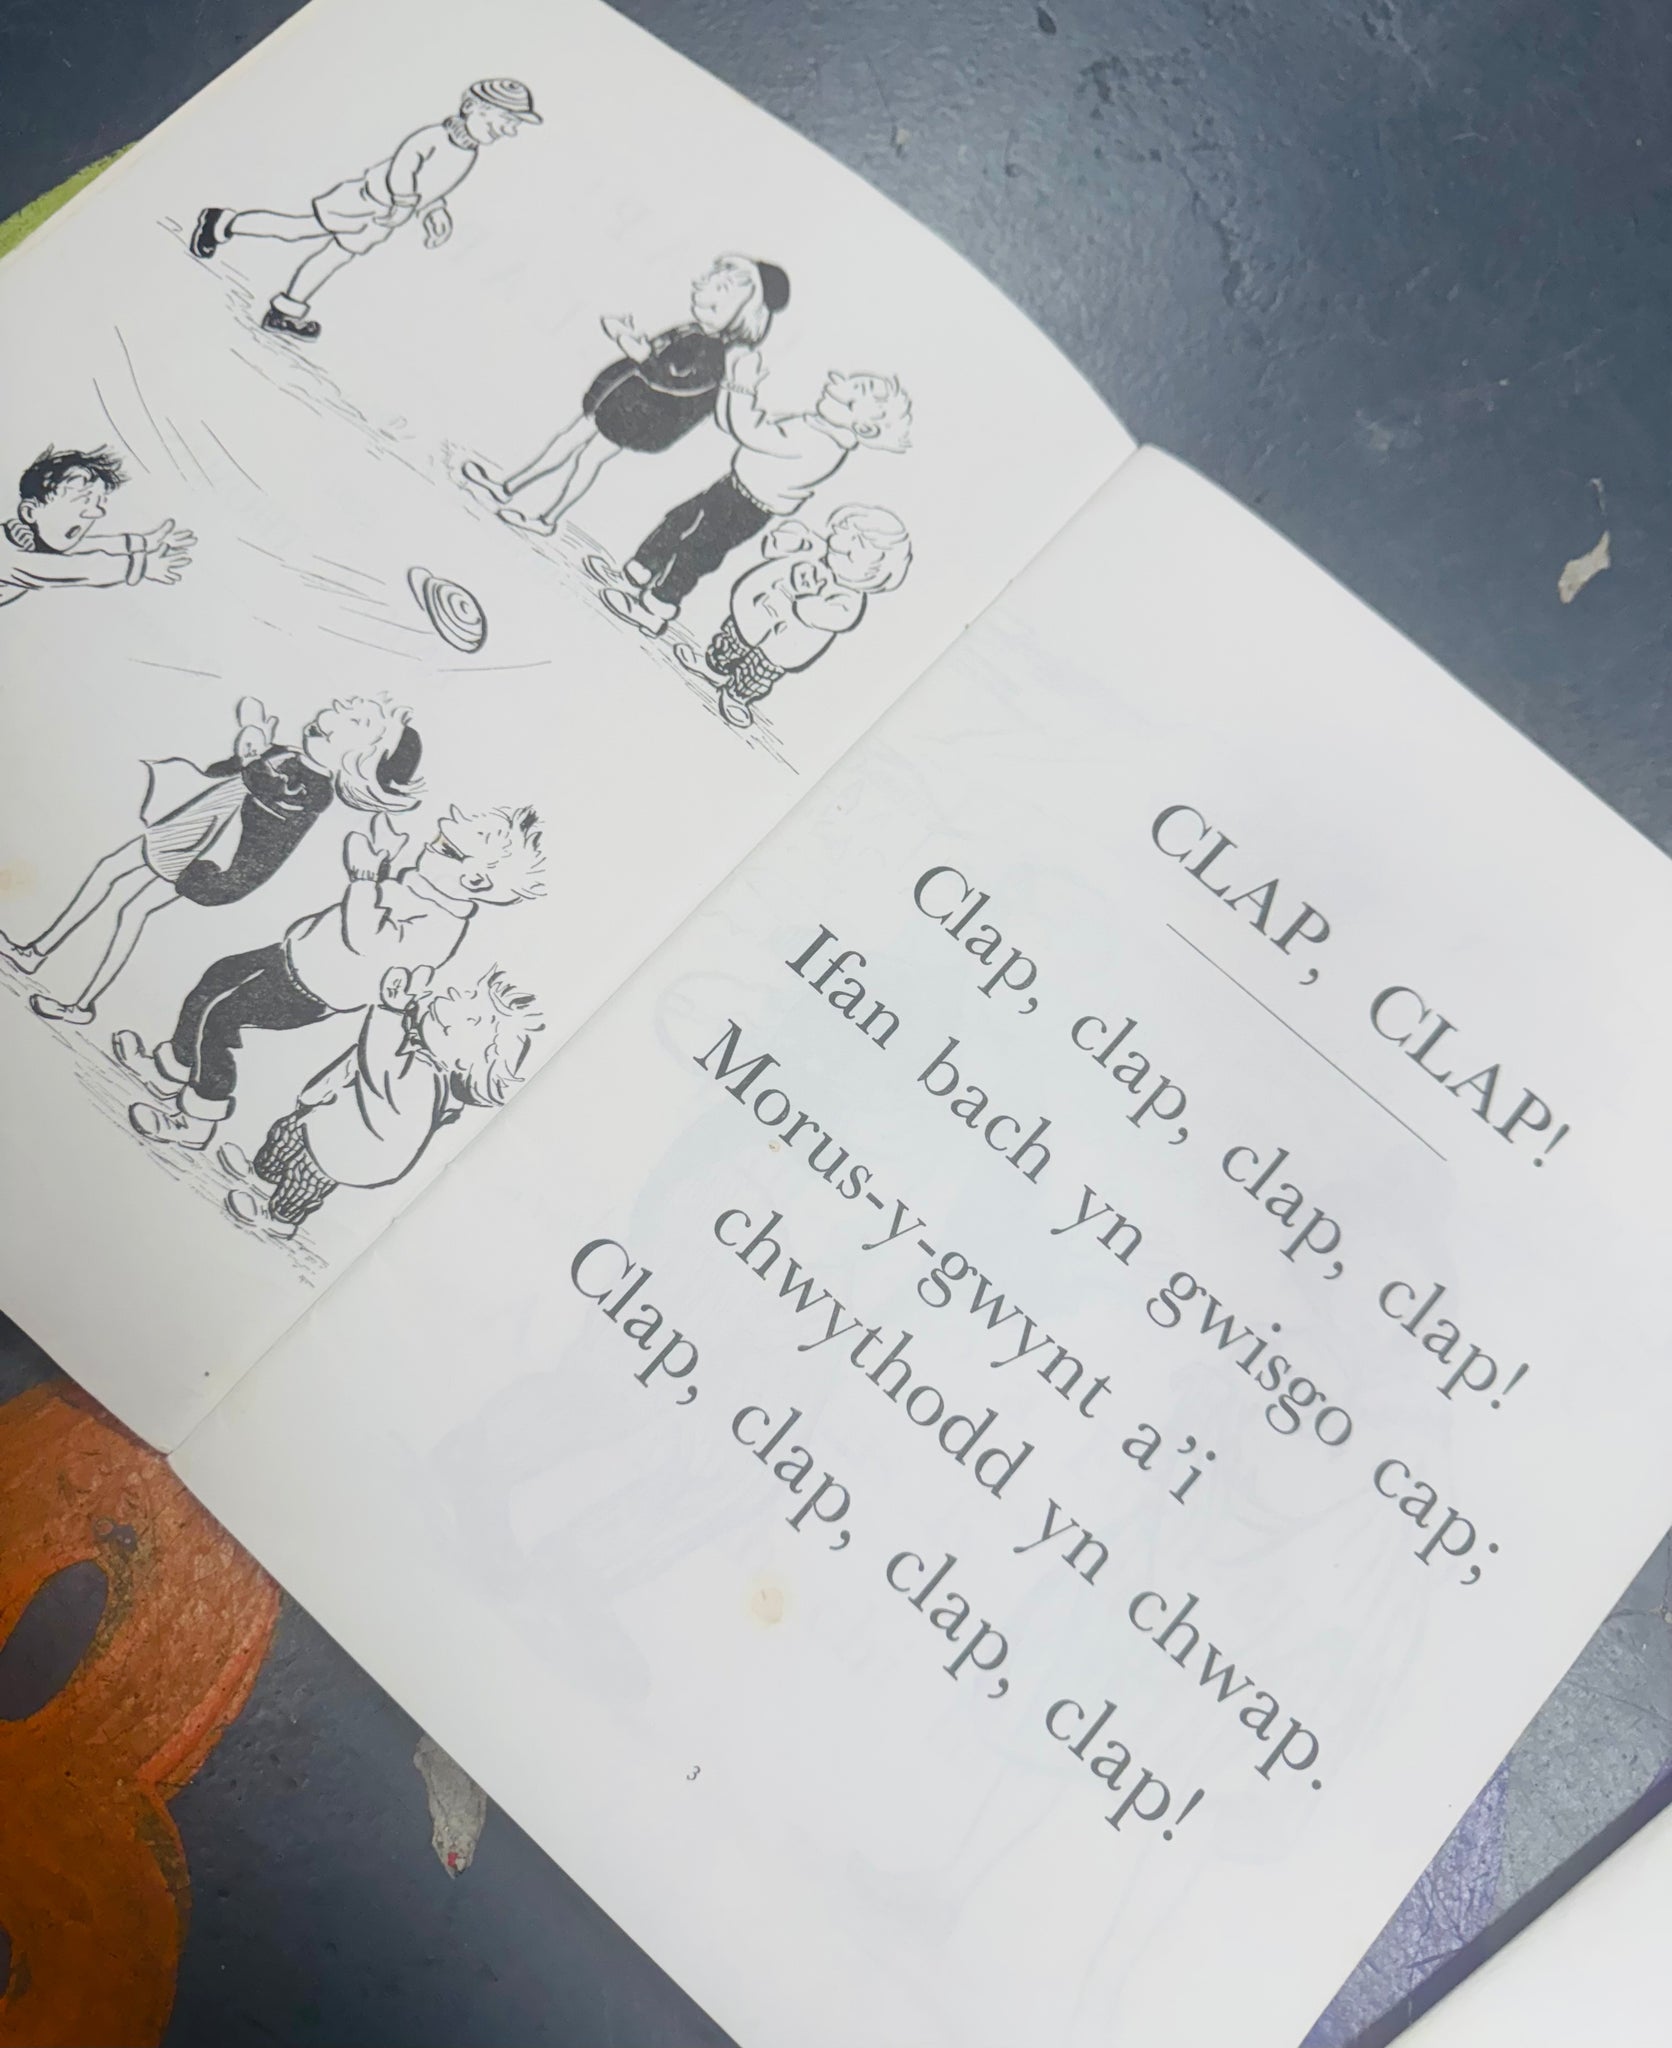 CLAP, CLAP!
Clap, clap, clap, clap!
Ifan bach yn gwisgo cap;
Morus-y-gwynt a'i
chwythodd yn chwap.
Clap, clap, clap, clap!
3